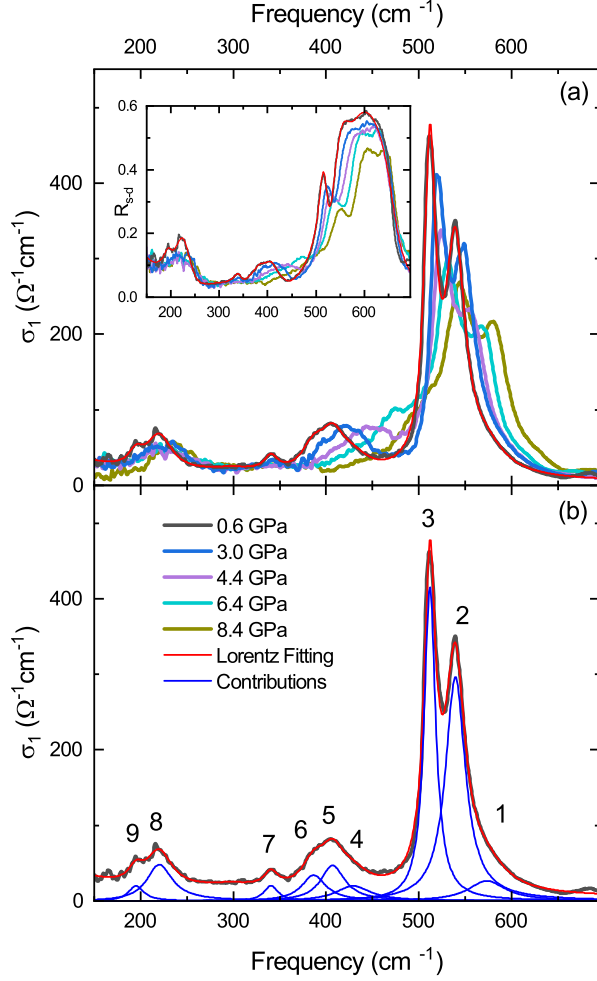 Frequency (cm⁻¹)
200 300 400 500 600
(a)
σ₁ (Ω⁻¹cm⁻¹)
400
200
0
R_s-d
0.6
0.4
0.2
0.0
200 300 400 500 600
(b)
3
0.6 GPa
3.0 GPa
4.4 GPa
6.4 GPa
8.4 GPa
Lorentz Fitting
Contributions
2
1
9 8 7 6 5 4
σ₁ (Ω⁻¹cm⁻¹)
400
200
0
200 300 400 500 600
Frequency (cm⁻¹)